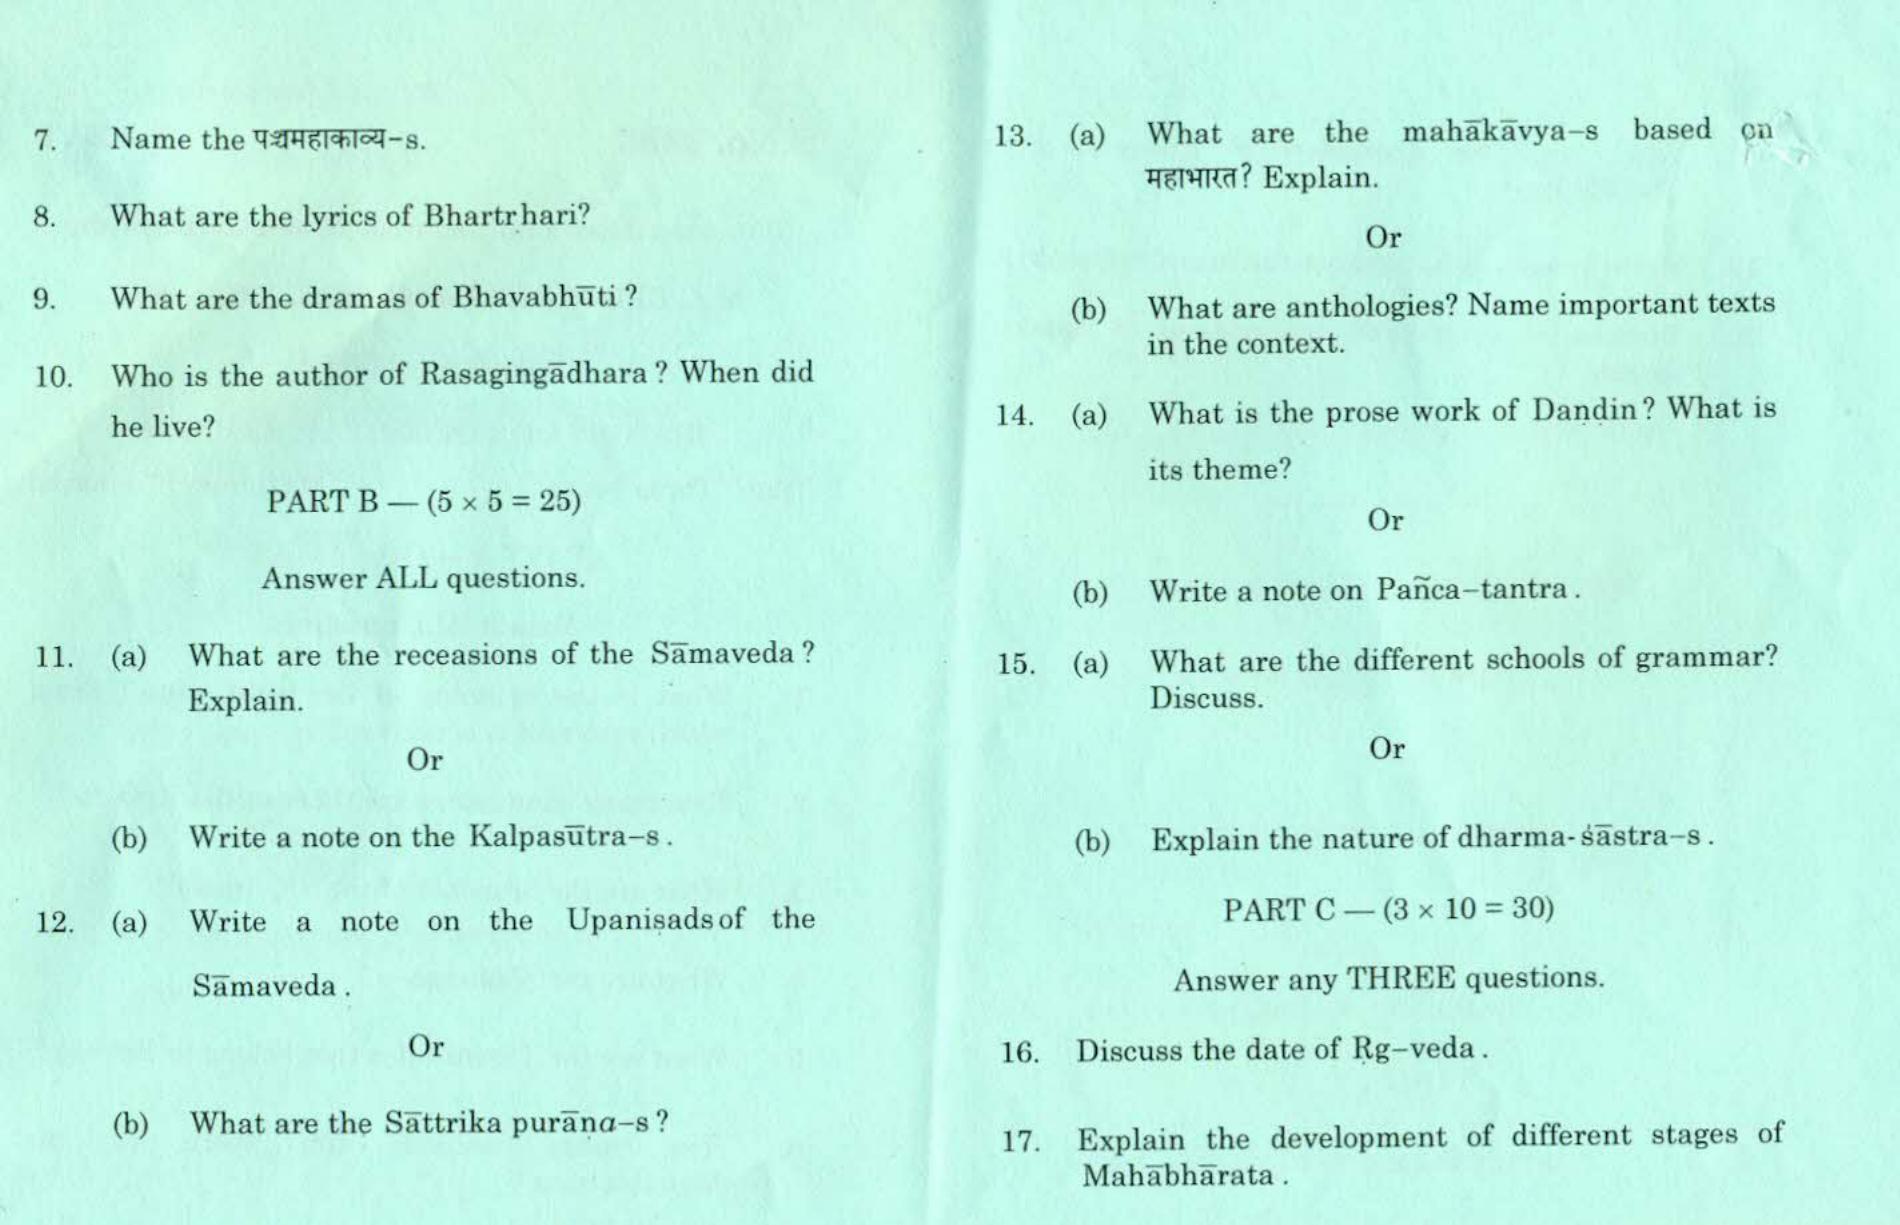 7. Name the पञ्चमहाकाव्य-s.
8. What are the lyrics of Bhartṛhari?
9. What are the dramas of Bhavabhūti?
10. Who is the author of Rasagingādhara? When did
he live?
PART B — (5 × 5 = 25)
Answer ALL questions.
11. (a) What are the receasions of the Sāmaveda?
Explain.
Or
(b) Write a note on the Kalpasūtra-s.
12. (a) Write a note on the Upaniṣads of the
Sāmaveda.
Or
(b) What are the Sāttrika purāṇa-s?
13. (a) What are the mahākāvya-s based on
महाभारत? Explain.
Or
(b) What are anthologies? Name important texts
in the context.
14. (a) What is the prose work of Daṇḍin? What is
its theme?
Or
(b) Write a note on Pañca-tantra.
15. (a) What are the different schools of grammar?
Discuss.
Or
(b) Explain the nature of dharma-śāstra-s.
PART C — (3 × 10 = 30)
Answer any THREE questions.
16. Discuss the date of Ṛg-veda.
17. Explain the development of different stages of
Mahābhārata.